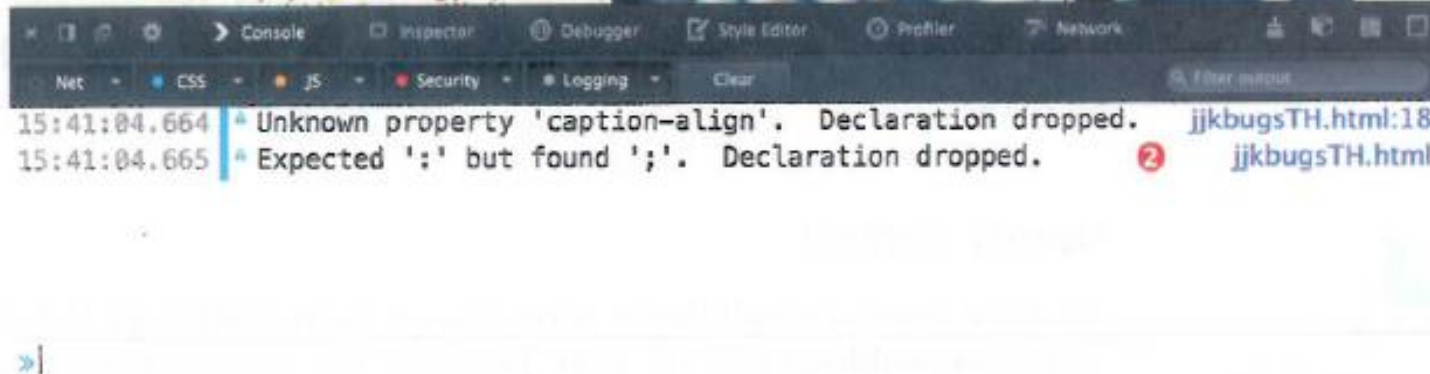 Console Inspector Debugger Style Editor Profiler Network
Net CSS JS Security Logging Clear Filter output
15:41:04.664 Unknown property 'caption-align'. Declaration dropped. jjkbugsTH.html:18
15:41:04.665 Expected ':' but found ';'. Declaration dropped. 2 jjkbugsTH.html
»